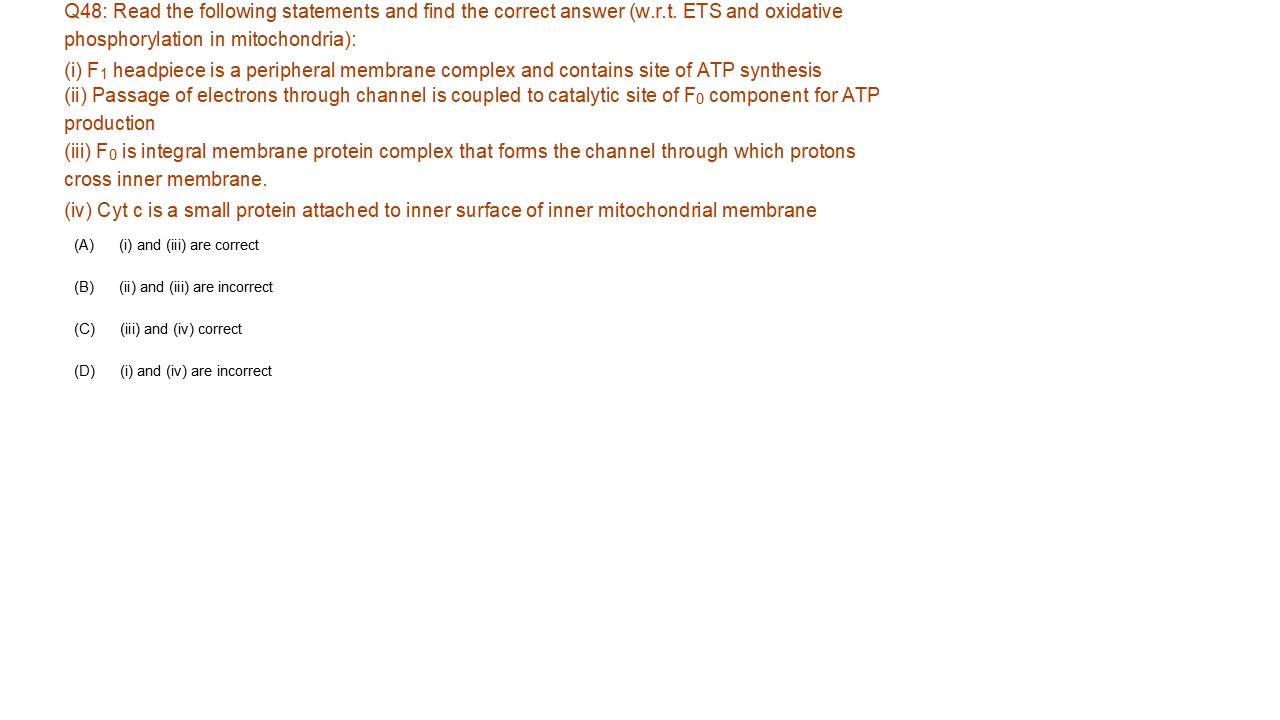 Q48: Read the following statements and find the correct answer (w.r.t. ETS and oxidative
phosphorylation in mitochondria):
(i) F₁ headpiece is a peripheral membrane complex and contains site of ATP synthesis
(ii) Passage of electrons through channel is coupled to catalytic site of F₀ component for ATP
production
(iii) F₀ is integral membrane protein complex that forms the channel through which protons
cross inner membrane.
(iv) Cyt c is a small protein attached to inner surface of inner mitochondrial membrane
(A) (i) and (iii) are correct
(B) (ii) and (iii) are incorrect
(C) (iii) and (iv) correct
(D) (i) and (iv) are incorrect